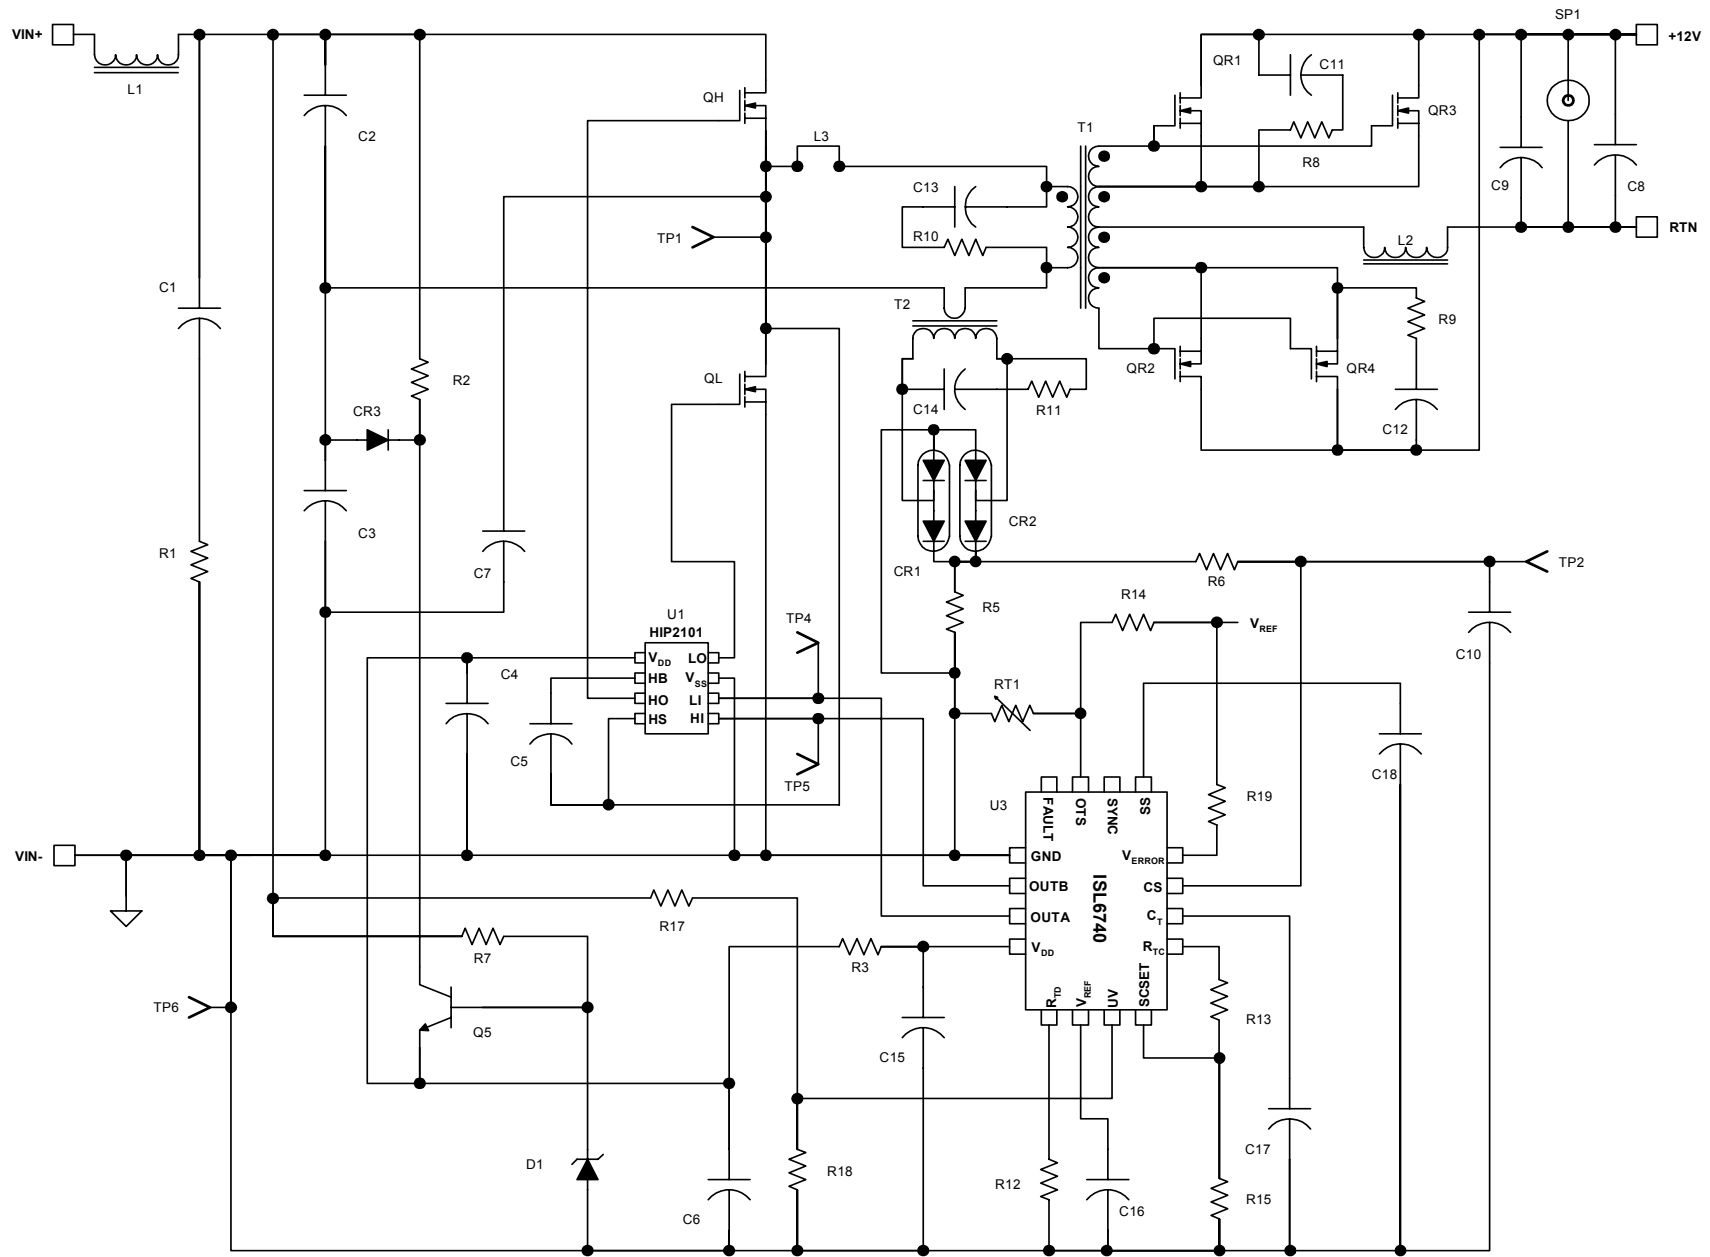 VIN+
L1
C2
C1
R1
R2
CR3
C3
C7
QH
L3
TP1
QL
C13
R10
T1
T2
QR1
C11
R8
QR3
SP1
+12V
C9
C8
RTN
L2
R9
QR2
QR4
C12
C14
R11
CR2
CR1
R6
TP2
R5
R14
VREF
C10
RT1
U1
HIP2101
VDD LO
HB VSS
HO LI
HS HI
TP4
TP5
C4
C5
U3
FAULT OTS SYNC SS
GND VERROR
OUTB CS
OUTA CT
VDD RTC
ISL6740
RTD VREF UV SCSET
R19
C18
VIN-
R17
R7
R3
TP6
Q5
C15
R13
D1
C6
R18
R12
C16
R15
C17